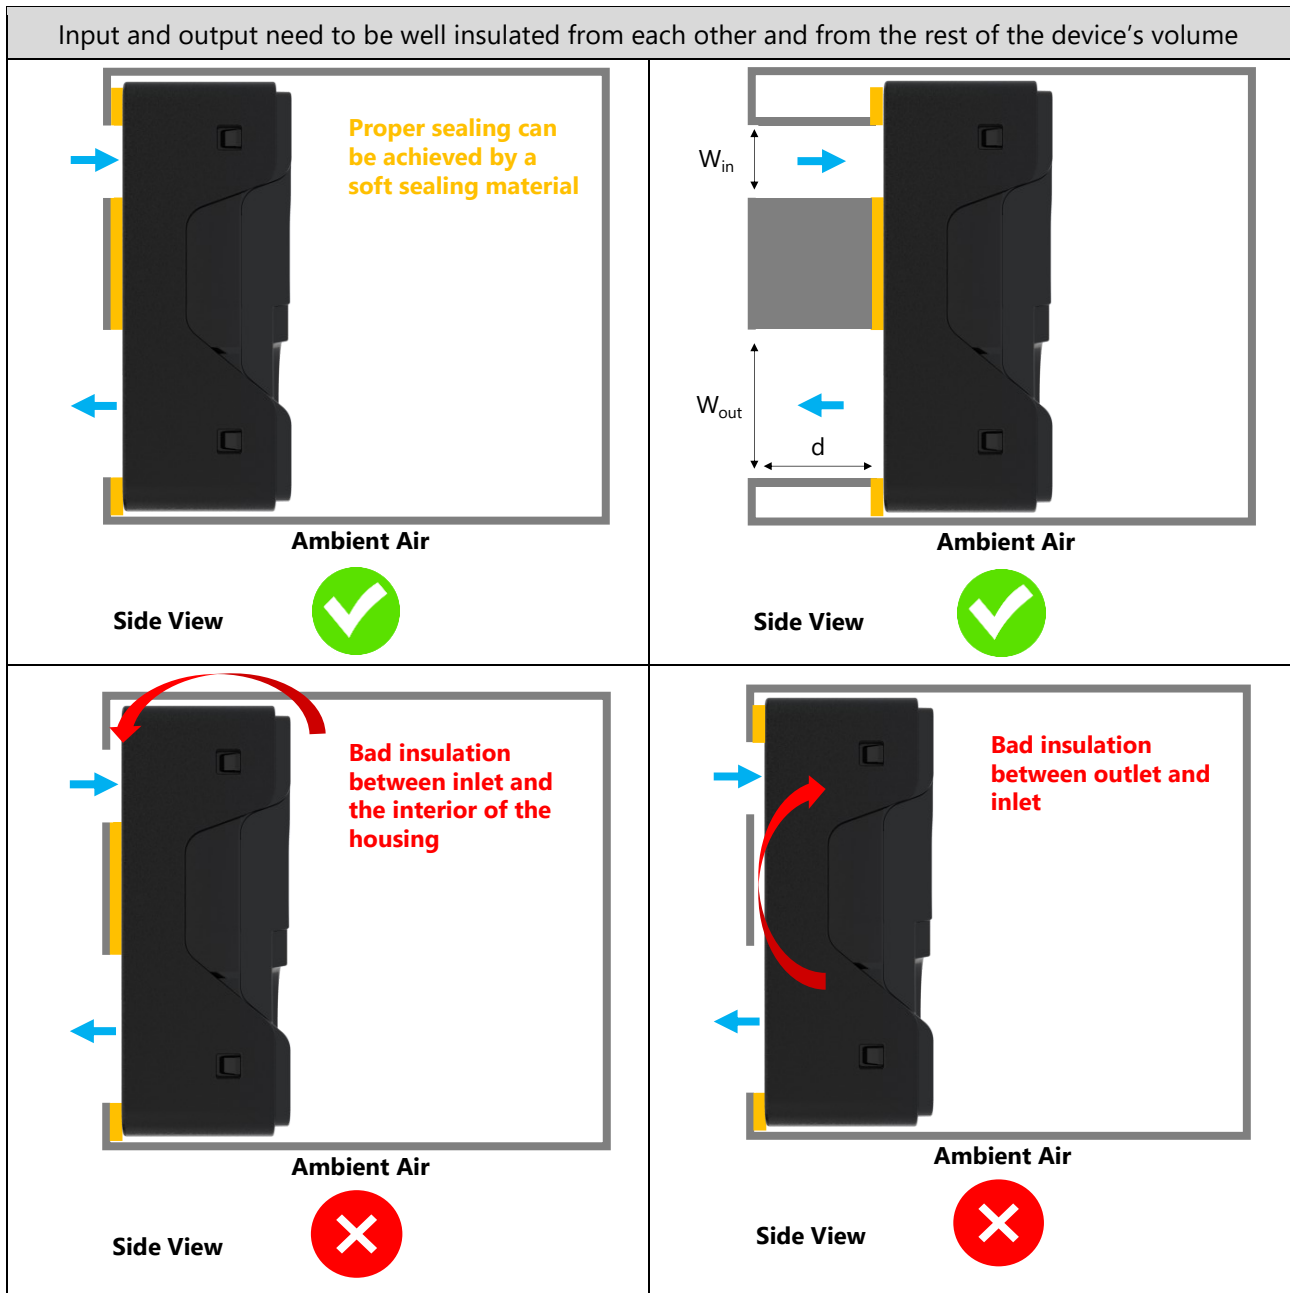 Input and output need to be well insulated from each other and from the rest of the device’s volume
Proper sealing can
be achieved by a
soft sealing material
Ambient Air
Side View
Win
Wout
d
Ambient Air
Side View
Bad insulation
between inlet and
the interior of the
housing
Ambient Air
Side View
Bad insulation
between outlet and
inlet
Ambient Air
Side View